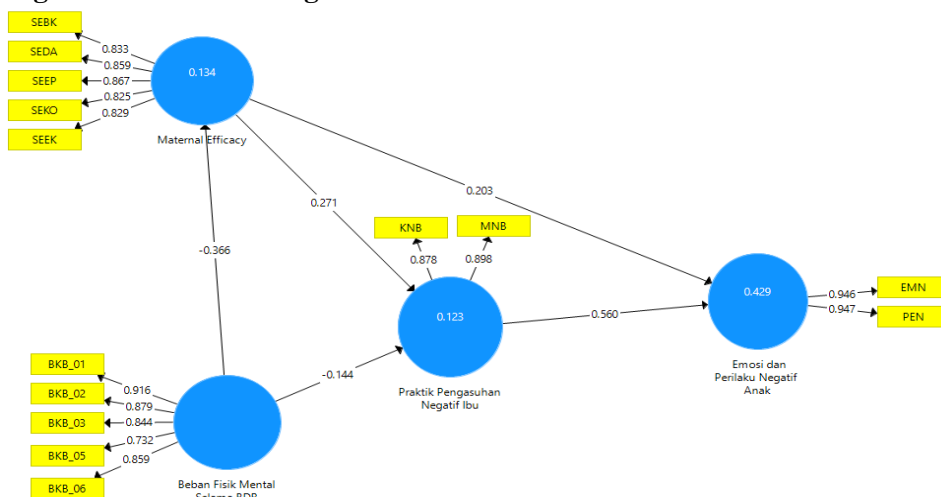 SEBK
SEDA
SEEP
SEKO
SEEK
0.833
0.859
0.867
0.825
0.829
0.134
Maternal Efficacy
0.203
0.271
-0.366
KNB
MNB
0.878
0.898
0.123
Praktik Pengasuhan
Negatif Ibu
0.560
-0.144
0.429
Emosi dan
Perilaku Negatif
Anak
0.946
0.947
EMN
PEN
BKB_01
BKB_02
BKB_03
BKB_05
BKB_06
0.916
0.879
0.844
0.732
0.859
Beban Fisik Mental